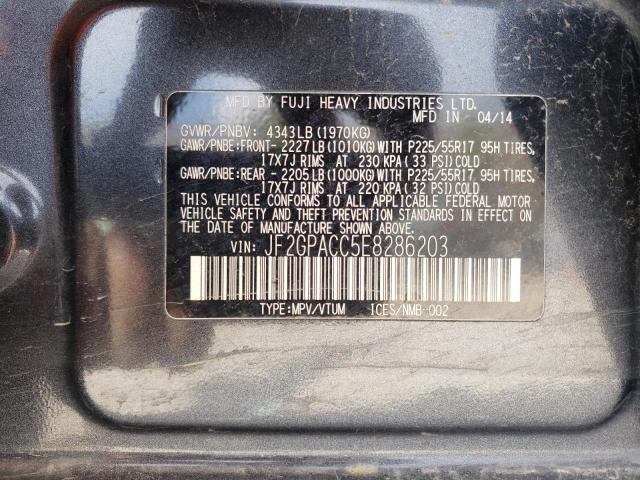 MFD BY FUJI HEAVY INDUSTRIES LTD.
MFD IN 04/14
GVWR/PNBV: 4343LB (1970KG)
GAWR/PNBE:FRONT- 2227LB (1010KG) WITH P225/55R17 95H TIRES,
17X7J RIMS AT 230 KPA (33 PSI) COLD
GAWR/PNBE:REAR - 2205LB (1000KG) WITH P225/55R17 95H TIRES,
17X7J RIMS AT 220 KPA (32 PSI) COLD
THIS VEHICLE CONFORMS TO ALL APPLICABLE FEDERAL MOTOR
VEHICLE SAFETY AND THEFT PREVENTION STANDARDS IN EFFECT ON
THE DATE OF MANUFACTURE SHOWN ABOVE.
VIN: JF2GPACC5E8286203
TYPE:MPV/VTUM ICES/NMB-002